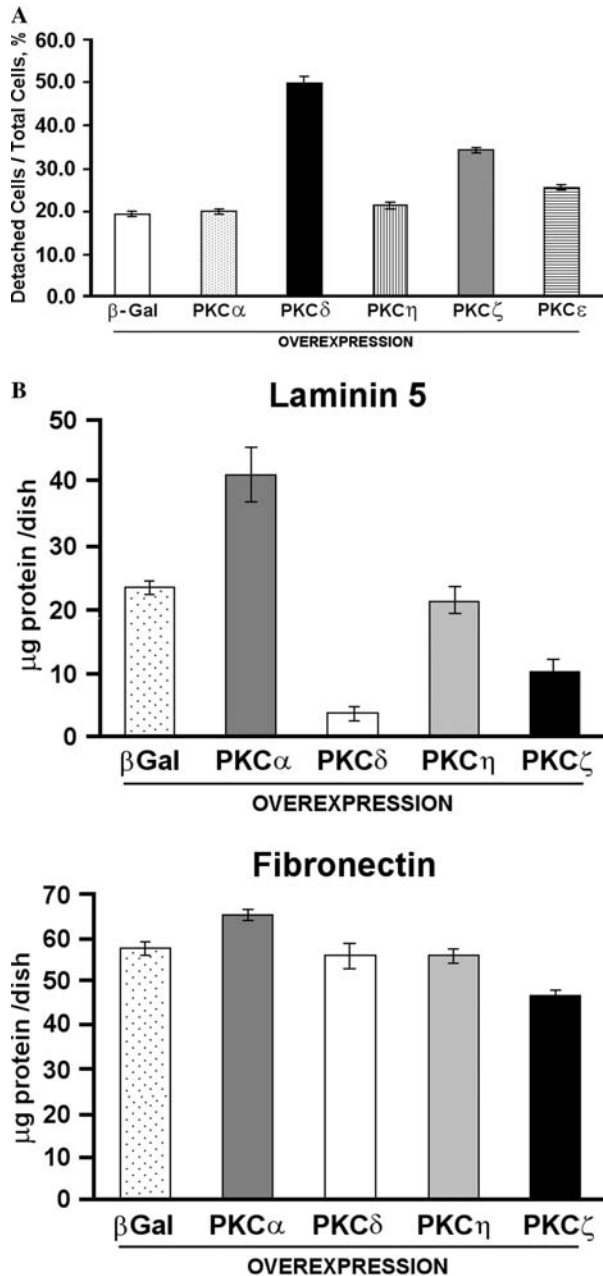 A
Detached Cells / Total Cells, %
60.0
50.0
40.0
30.0
20.0
10.0
0.0
β-Gal PKCα PKCδ PKCη PKCζ PKCε
OVEREXPRESSION
B
Laminin 5
µg protein /dish
50
40
30
20
10
0
βGal PKCα PKCδ PKCη PKCζ
OVEREXPRESSION
Fibronectin
µg protein /dish
70
60
50
40
30
20
10
0
βGal PKCα PKCδ PKCη PKCζ
OVEREXPRESSION